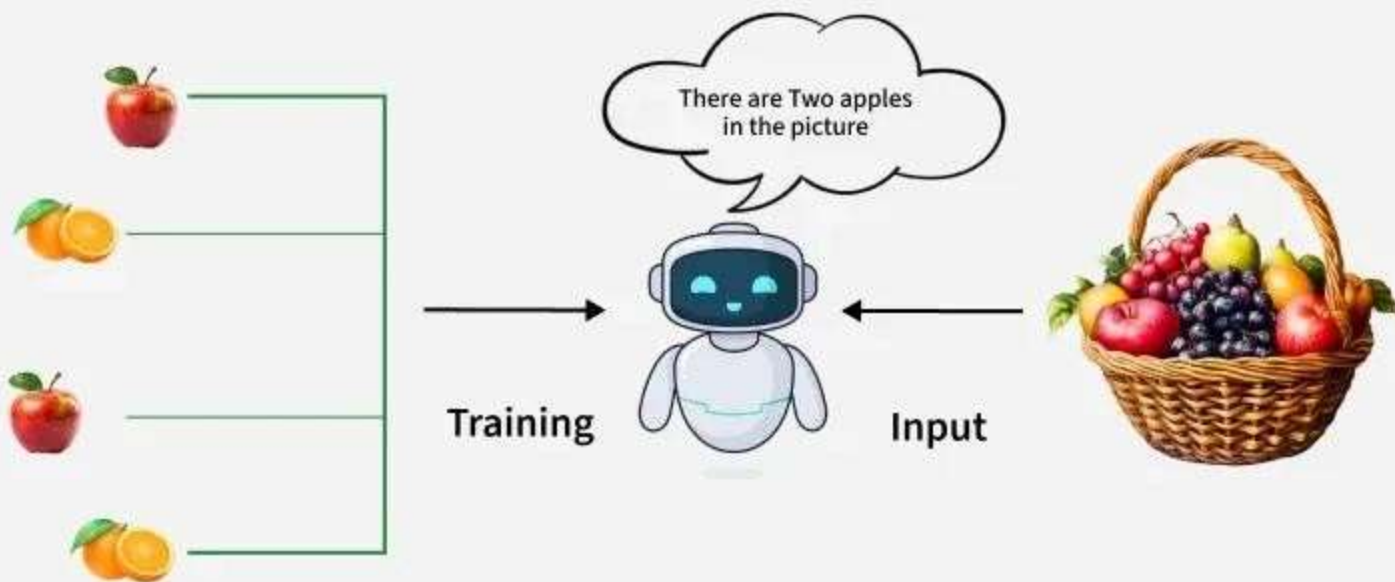 There are Two apples
in the picture
Training
Input